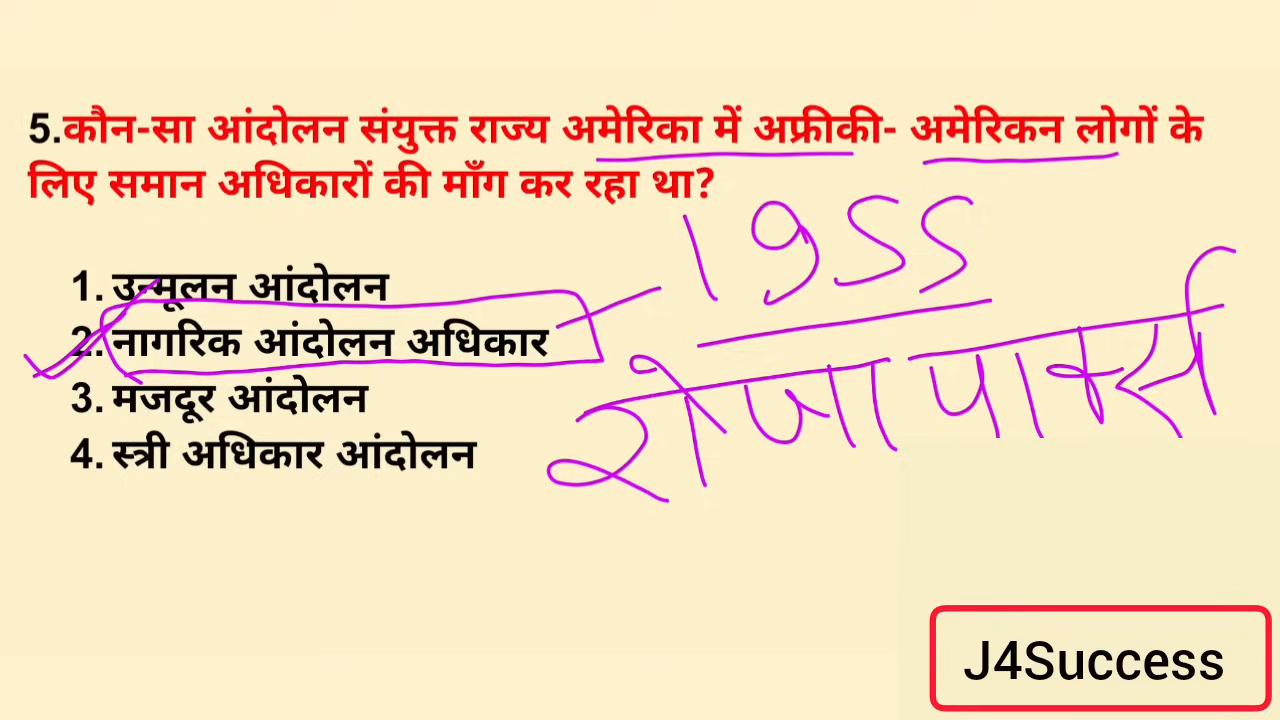 5.कौन-सा आंदोलन संयुक्त राज्य अमेरिका में अफ्रीकी- अमेरिकन लोगों के
लिए समान अधिकारों की माँग कर रहा था?
1955
1. उन्मूलन आंदोलन
2. नागरिक आंदोलन अधिकार
रोजा पार्क्स
3. मजदूर आंदोलन
4. स्त्री अधिकार आंदोलन
J4Success